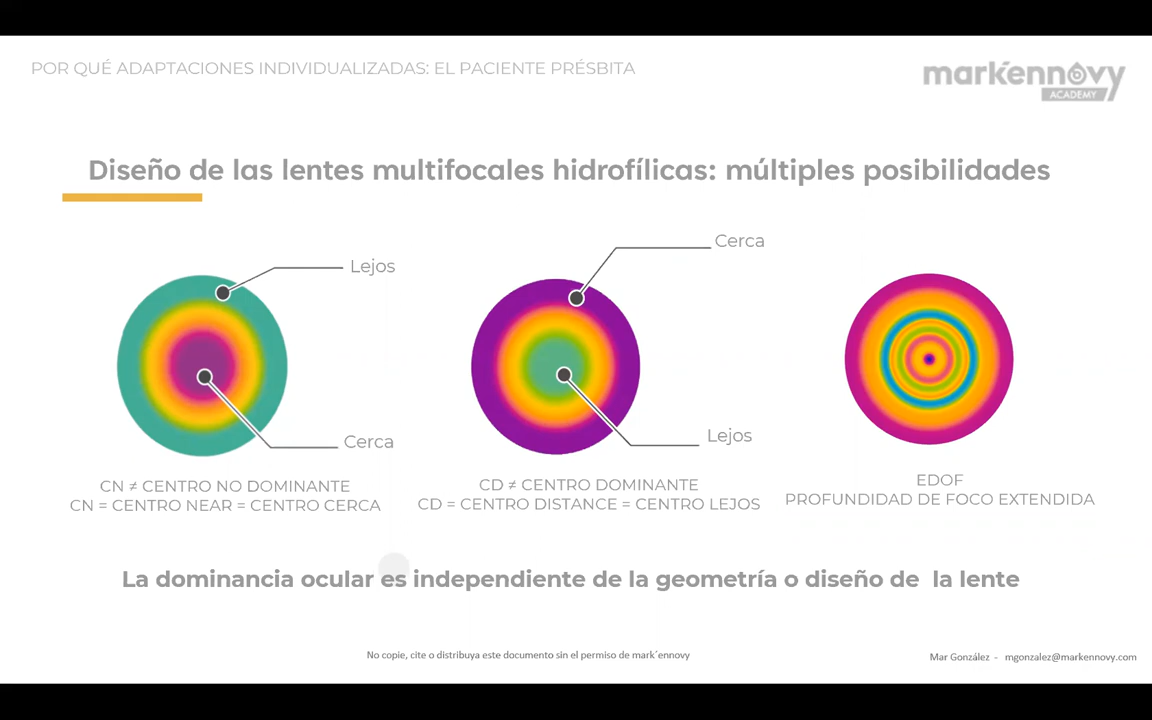 POR QUÉ ADAPTACIONES INDIVIDUALIZADAS: EL PACIENTE PRÉSBITA
mark'ennovy
ACADEMY
Diseño de las lentes multifocales hidrofílicas: múltiples posibilidades
Lejos
Cerca
Cerca
Lejos
CN ≠ CENTRO NO DOMINANTE
CN = CENTRO NEAR = CENTRO CERCA
CD ≠ CENTRO DOMINANTE
CD = CENTRO DISTANCE = CENTRO LEJOS
EDOF
PROFUNDIDAD DE FOCO EXTENDIDA
La dominancia ocular es independiente de la geometría o diseño de la lente
No copie, cite o distribuya este documento sin el permiso de mark´ennovy
Mar González - mgonzalez@markennovy.com